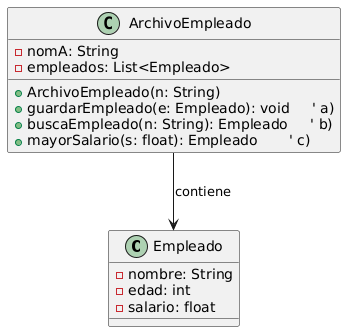 C ArchivoEmpleado
nomA: String
empleados: List<Empleado>
ArchivoEmpleado(n: String)
guardarEmpleado(e: Empleado): void ' a)
buscaEmpleado(n: String): Empleado ' b)
mayorSalario(s: float): Empleado ' c)
contiene
C Empleado
nombre: String
edad: int
salario: float